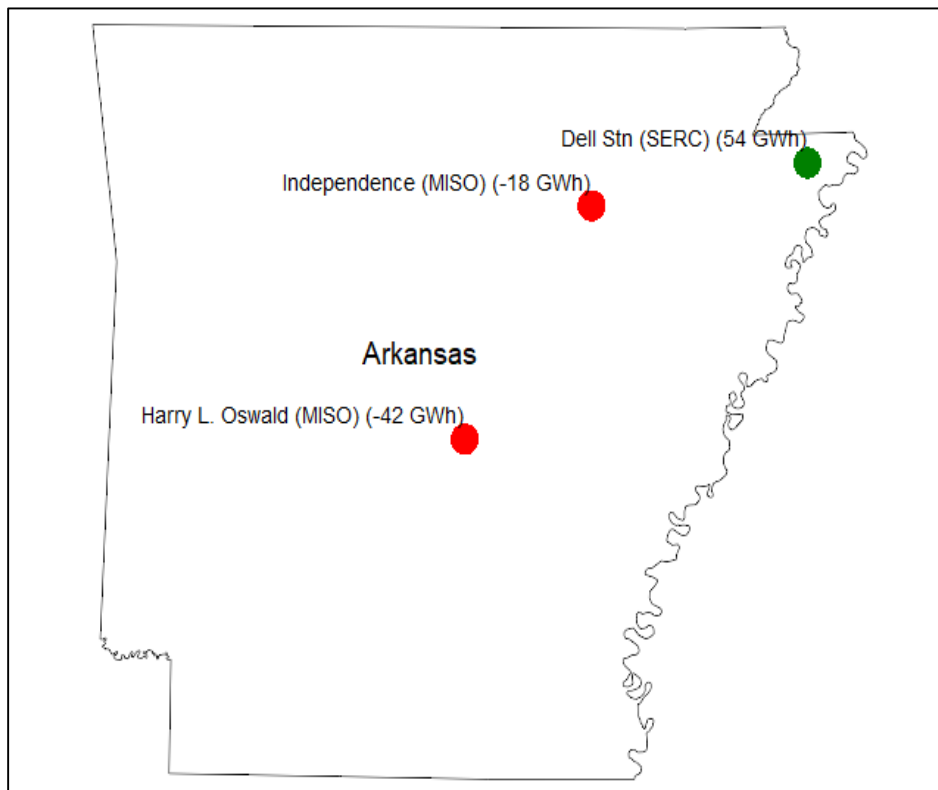 Dell Stn (SERC) (54 GWh)
Independence (MISO) (-18 GWh)
Arkansas
Harry L. Oswald (MISO) (-42 GWh)